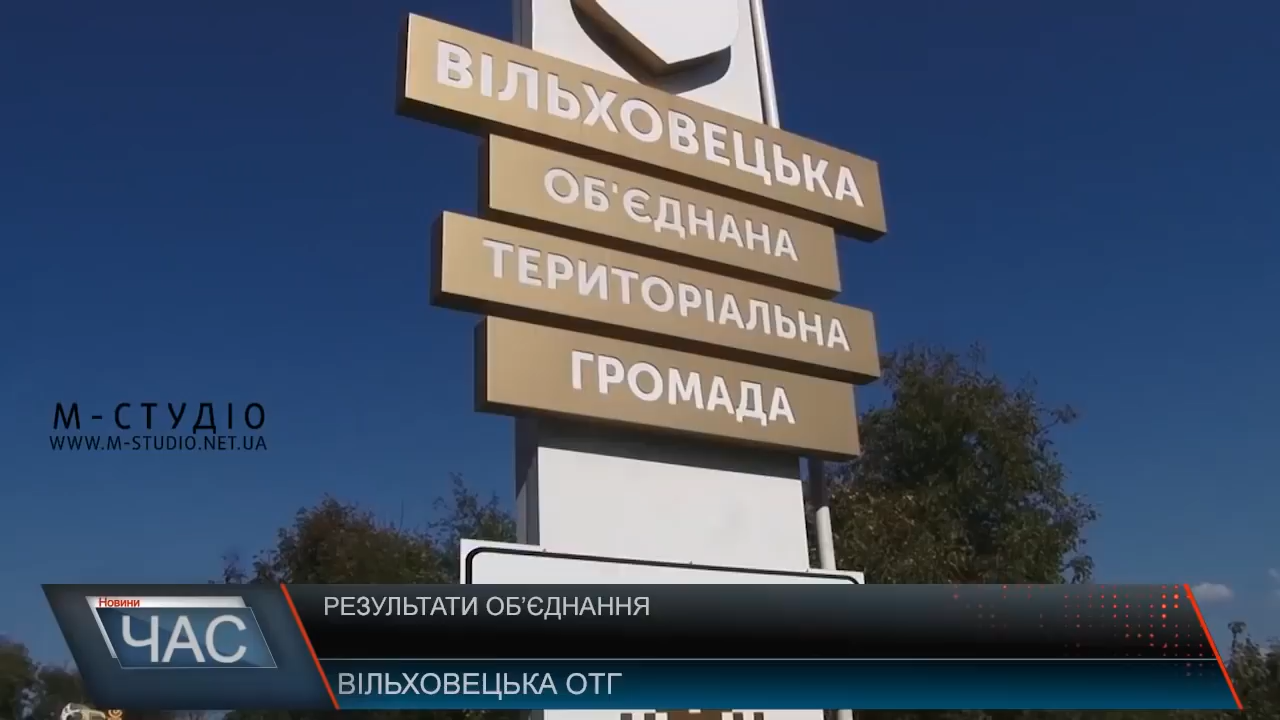 ВІЛЬХОВЕЦЬКА
ОБ'ЄДНАНА
ТЕРИТОРІАЛЬНА
ГРОМАДА
М-СТУДІО
WWW.M-STUDIO.NET.UA
Новини
ЧАС
РЕЗУЛЬТАТИ ОБ’ЄДНАННЯ
ВІЛЬХОВЕЦЬКА ОТГ